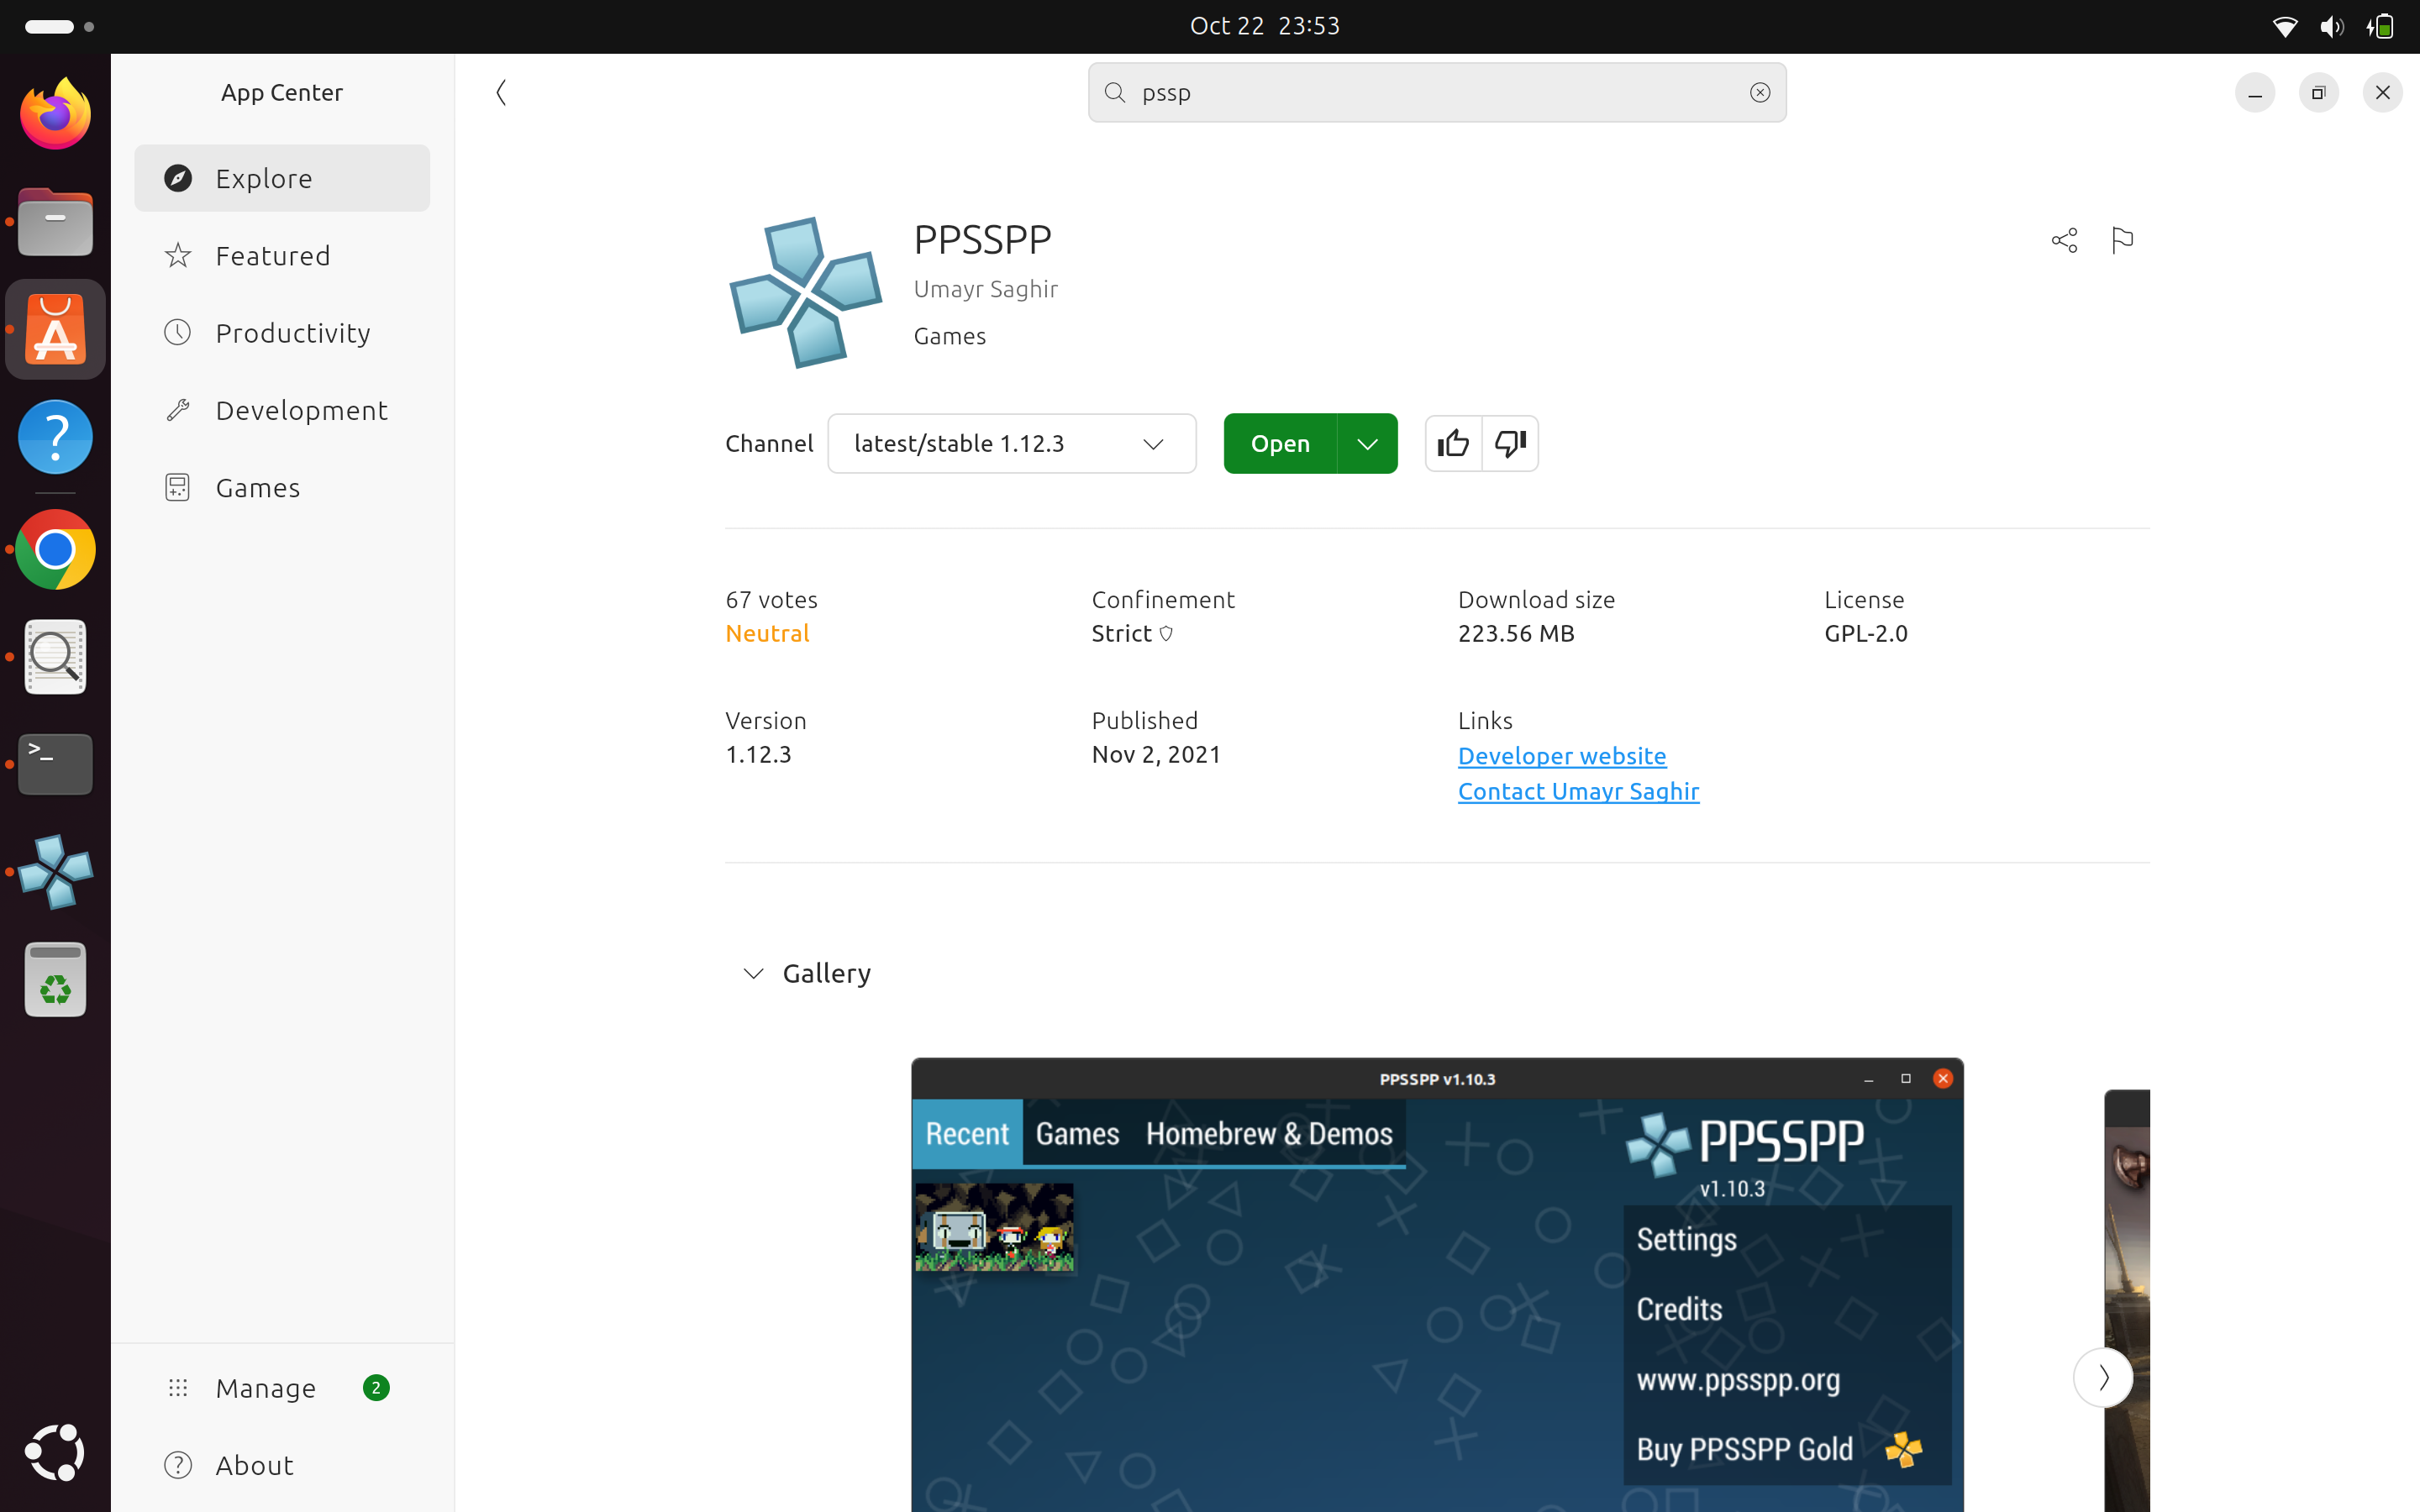 Oct 22 23:53
App Center
pssp
Explore
Featured
Productivity
Development
Games
PPSSPP
Umayr Saghir
Games
Channel
latest/stable 1.12.3
Open
67 votes
Neutral
Confinement
Strict
Download size
223.56 MB
License
GPL-2.0
Version
1.12.3
Published
Nov 2, 2021
Links
Developer website
Contact Umayr Saghir
Gallery
PPSSPP v1.10.3
Recent
Games
Homebrew & Demos
PPSSPP
v1.10.3
Settings
Credits
www.ppsspp.org
Buy PPSSPP Gold
Manage
2
About